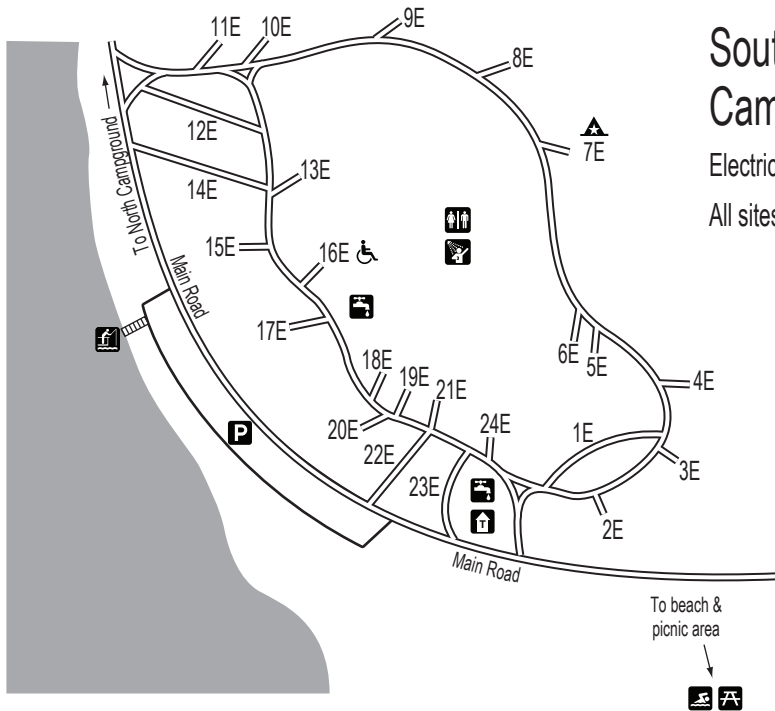 Sout
Cam
Electric
All sites
11E
10E
9E
8E
7E
12E
13E
14E
To North Campground
15E
16E
Main Road
17E
6E
5E
4E
18E
19E
21E
20E
1E
P
22E
24E
23E
3E
T
2E
Main Road
To beach &
picnic area